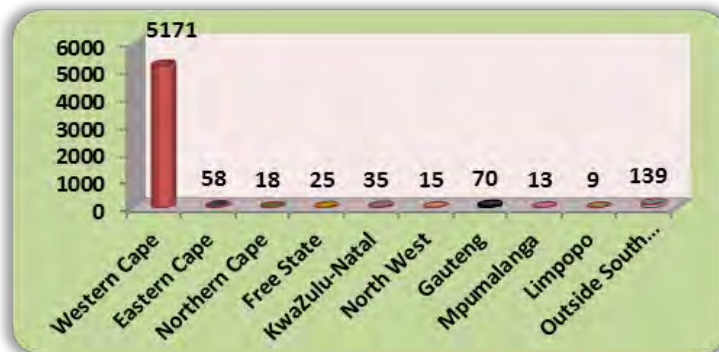 5171
6000
5000
4000
3000
2000
1000
0
58 18 25 35 15 70 13 9 139
Western Cape
Eastern Cape
Northern Cape
Free State
KwaZulu-Natal
North West
Gauteng
Mpumalanga
Limpopo
Outside South...